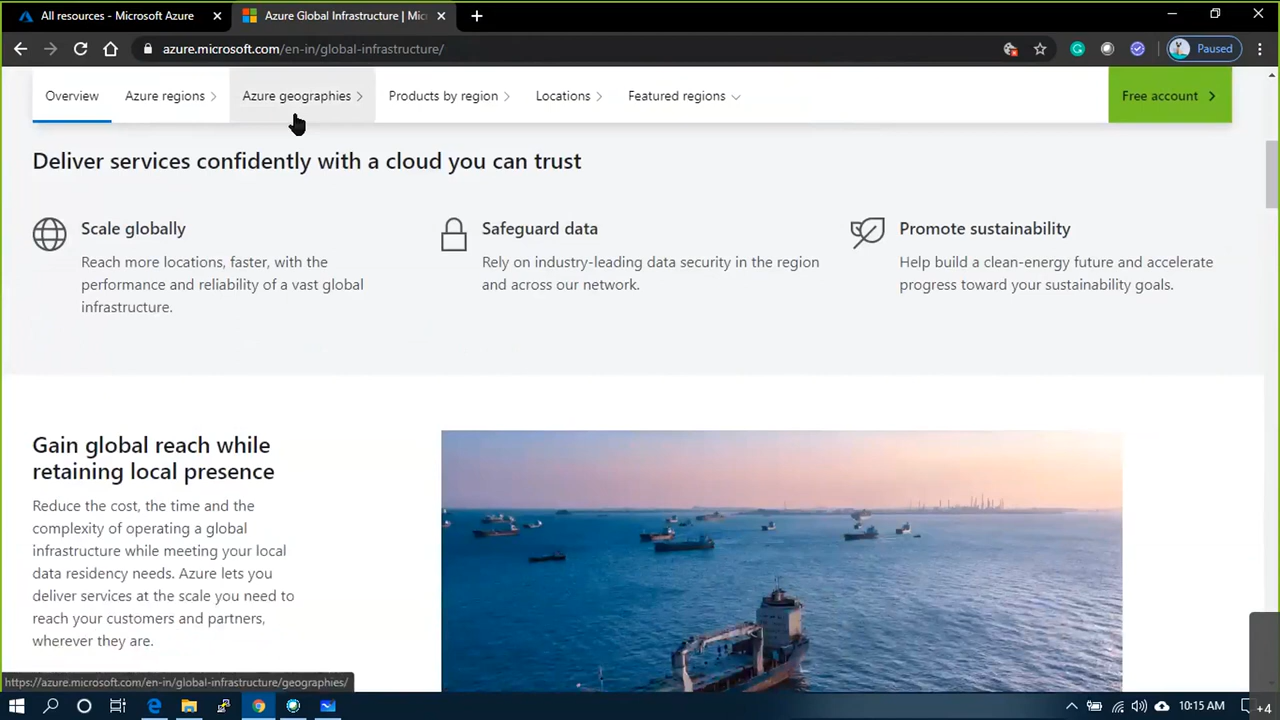 All resources - Microsoft Azure
Azure Global Infrastructure | Mic
azure.microsoft.com/en-in/global-infrastructure/
Paused
Overview
Azure regions
Azure geographies
Products by region
Locations
Featured regions
Free account
Deliver services confidently with a cloud you can trust
Scale globally
Reach more locations, faster, with the
performance and reliability of a vast global
infrastructure.
Safeguard data
Rely on industry-leading data security in the region
and across our network.
Promote sustainability
Help build a clean-energy future and accelerate
progress toward your sustainability goals.
Gain global reach while
retaining local presence
Reduce the cost, the time and the
complexity of operating a global
infrastructure while meeting your local
data residency needs. Azure lets you
deliver services at the scale you need to
reach your customers and partners,
wherever they are.
https://azure.microsoft.com/en-in/global-infrastructure/geographies/
10:15 AM
+4